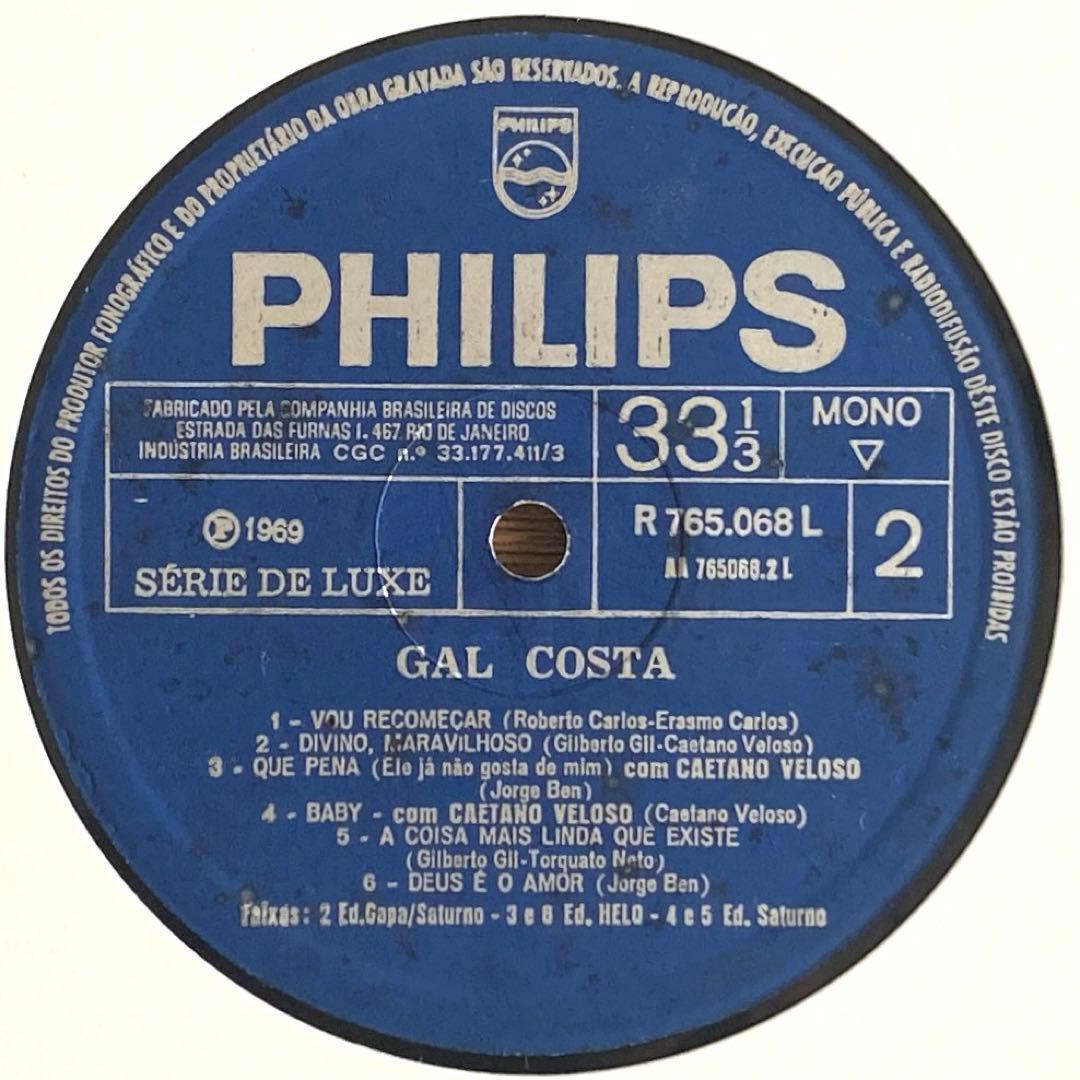 TODOS OS DIREITOS DO PRODUTOR FONOGRÁFICO E DO PROPRIETÁRIO DA OBRA GRAVADA SÃO RESERVADOS. A REPRODUÇÃO, EXECUÇÃO PÚBLICA E RADIODIFUSÃO DÊSTE DISCO ESTÃO PROIBIDAS
PHILIPS
PHILIPS
FABRICADO PELA COMPANHIA BRASILEIRA DE DISCOS
ESTRADA DAS FURNAS 1.467 RIO DE JANEIRO
INDÚSTRIA BRASILEIRA CGC n.º 33.177.411/3
33 1/3
MONO
▽
Ⓟ 1969
SÉRIE DE LUXE
R 765.068 L
AA 765068.2 L
2
GAL COSTA
1 - VOU RECOMEÇAR (Roberto Carlos-Erasmo Carlos)
2 - DIVINO, MARAVILHOSO (Gilberto Gil-Caetano Veloso)
3 - QUE PENA (Ele já não gosta de mim) com CAETANO VELOSO
(Jorge Ben)
4 - BABY - com CAETANO VELOSO (Caetano Veloso)
5 - A COISA MAIS LINDA QUE EXISTE
(Gilberto Gil-Torquato Neto)
6 - DEUS É O AMOR (Jorge Ben)
Faixas: 2 Ed.Gapa/Saturno - 3 e 6 Ed. HELO - 4 e 5 Ed. Saturno